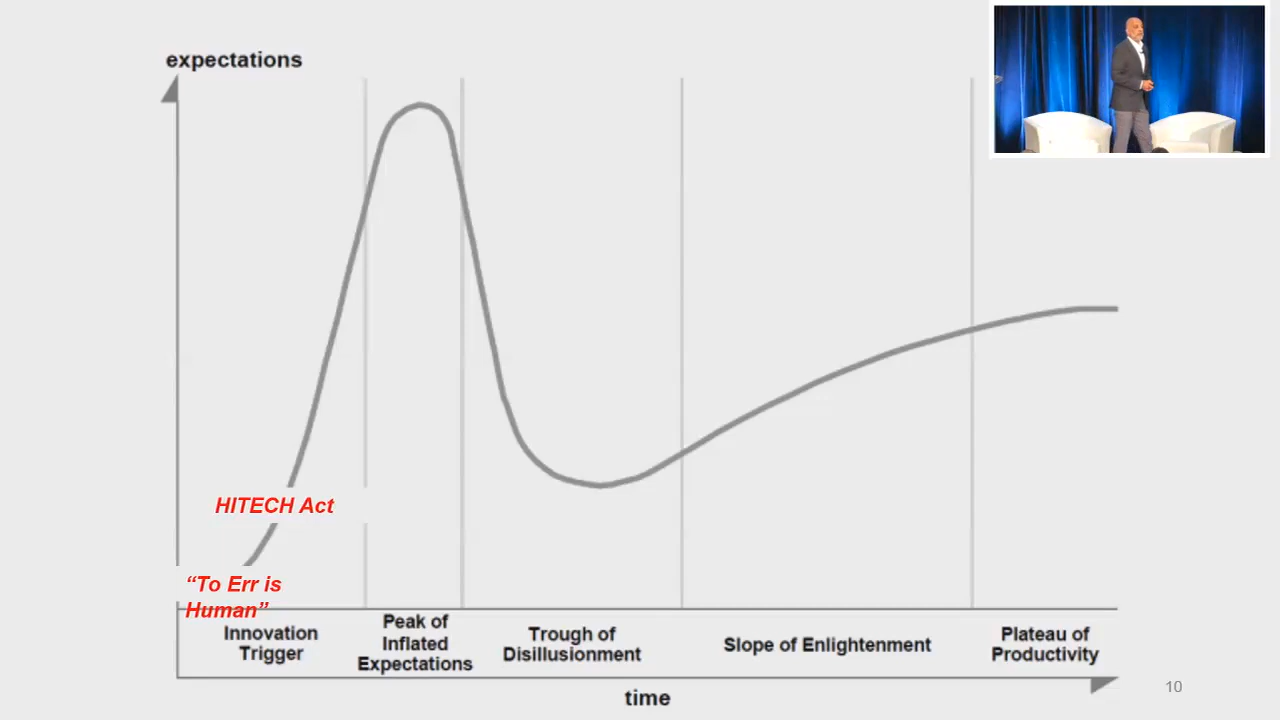 expectations
HITECH Act
“To Err is
Human”
Innovation
Trigger
Peak of
Inflated
Expectations
Trough of
Disillusionment
Slope of Enlightenment
Plateau of
Productivity
time
10